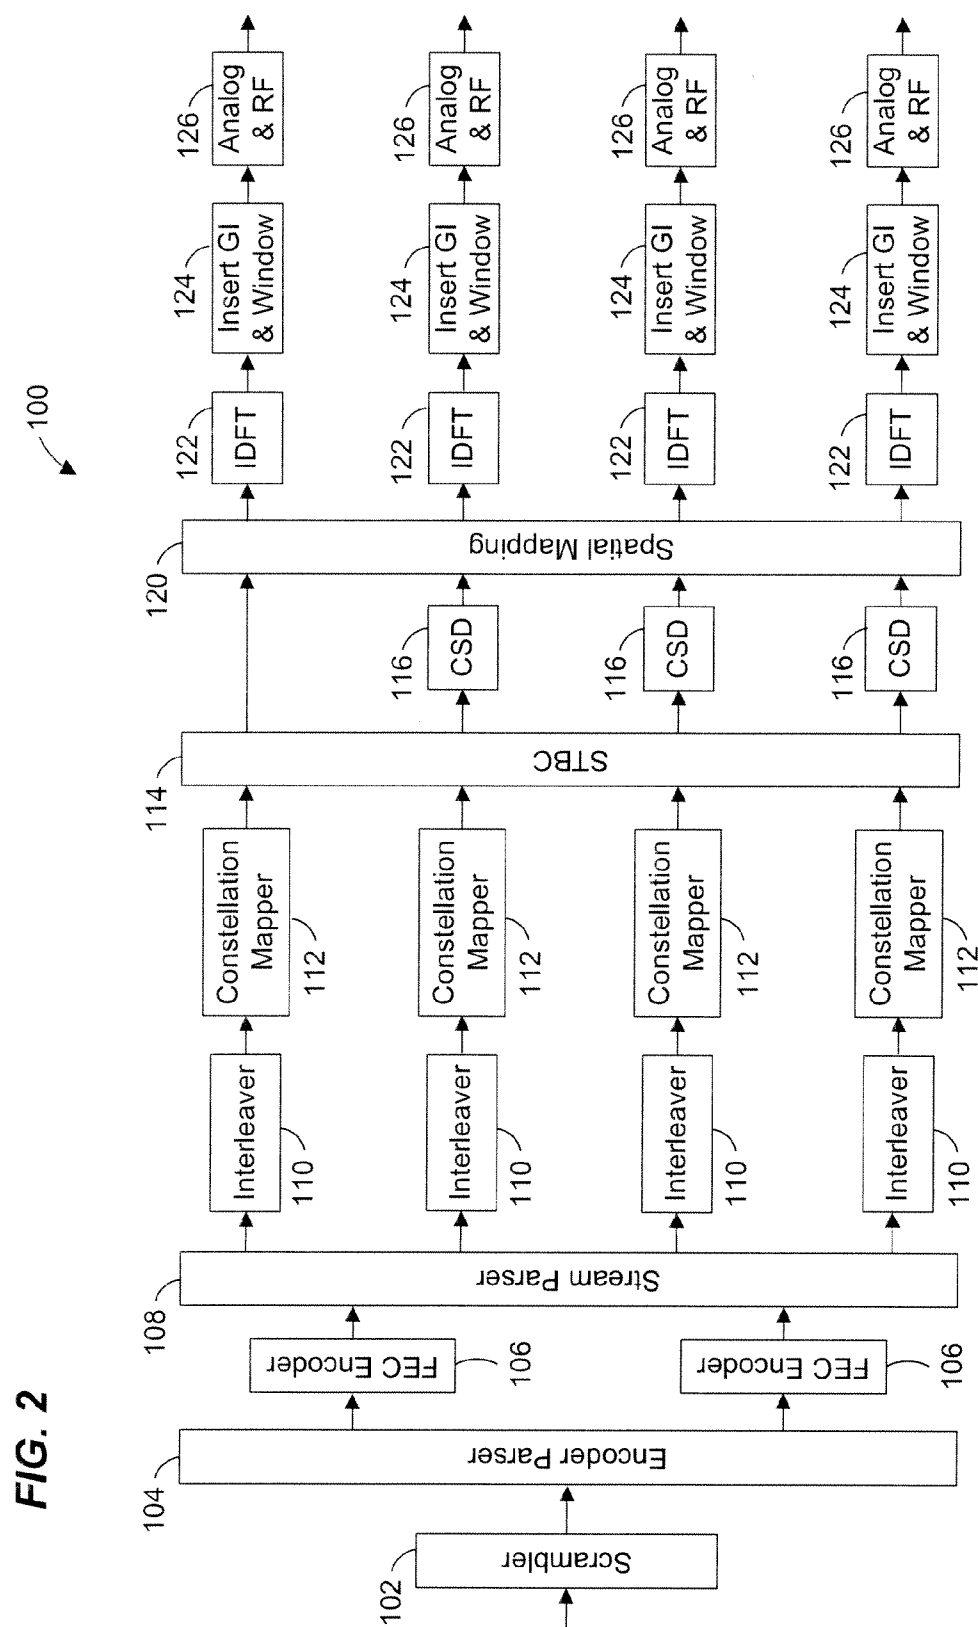 FIG. 2
100
102
Scrambler
104
Encoder Parser
FEC Encoder
106
FEC Encoder
106
108
Stream Parser
Interleaver
110
Interleaver
110
Interleaver
110
Interleaver
110
Constellation
Mapper
112
Constellation
Mapper
112
Constellation
Mapper
112
Constellation
Mapper
112
114
STBC
116
CSD
116
CSD
116
CSD
120
Spatial Mapping
122
IDFT
122
IDFT
122
IDFT
122
IDFT
124
Insert GI
& Window
124
Insert GI
& Window
124
Insert GI
& Window
124
Insert GI
& Window
126
Analog
& RF
126
Analog
& RF
126
Analog
& RF
126
Analog
& RF